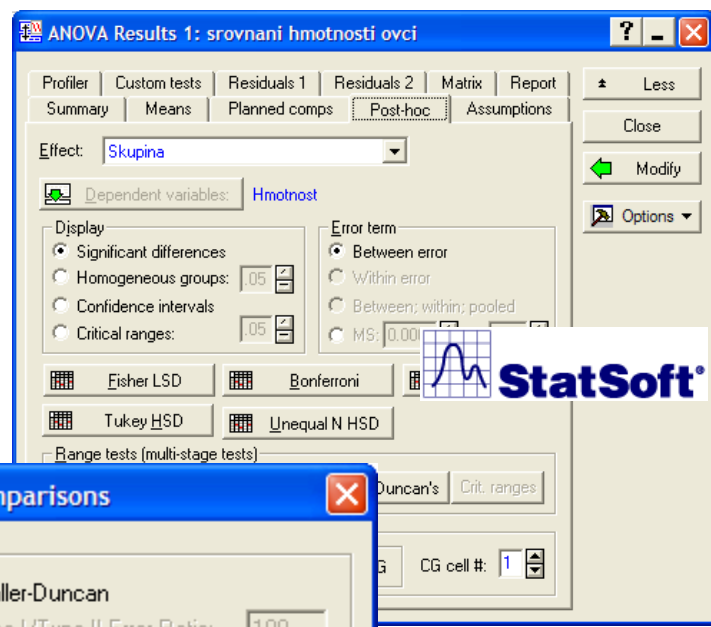 ANOVA Results 1: srovnani hmotnosti ovci
Profiler Custom tests Residuals 1 Residuals 2 Matrix Report
Summary Means Planned comps Post-hoc Assumptions
Less
Close
Modify
Options
Effect: Skupina
Dependent variables: Hmotnost
Display
Significant differences
Homogeneous groups: .05
Confidence intervals
Critical ranges: .05
Error term
Between error
Within error
Between; within; pooled
MS: 0.00
StatSoft
Fisher LSD Bonferroni
Tukey HSD Unequal N HSD
Range tests (multi-stage tests)
Duncan's Crit. ranges
CG cell #: 1